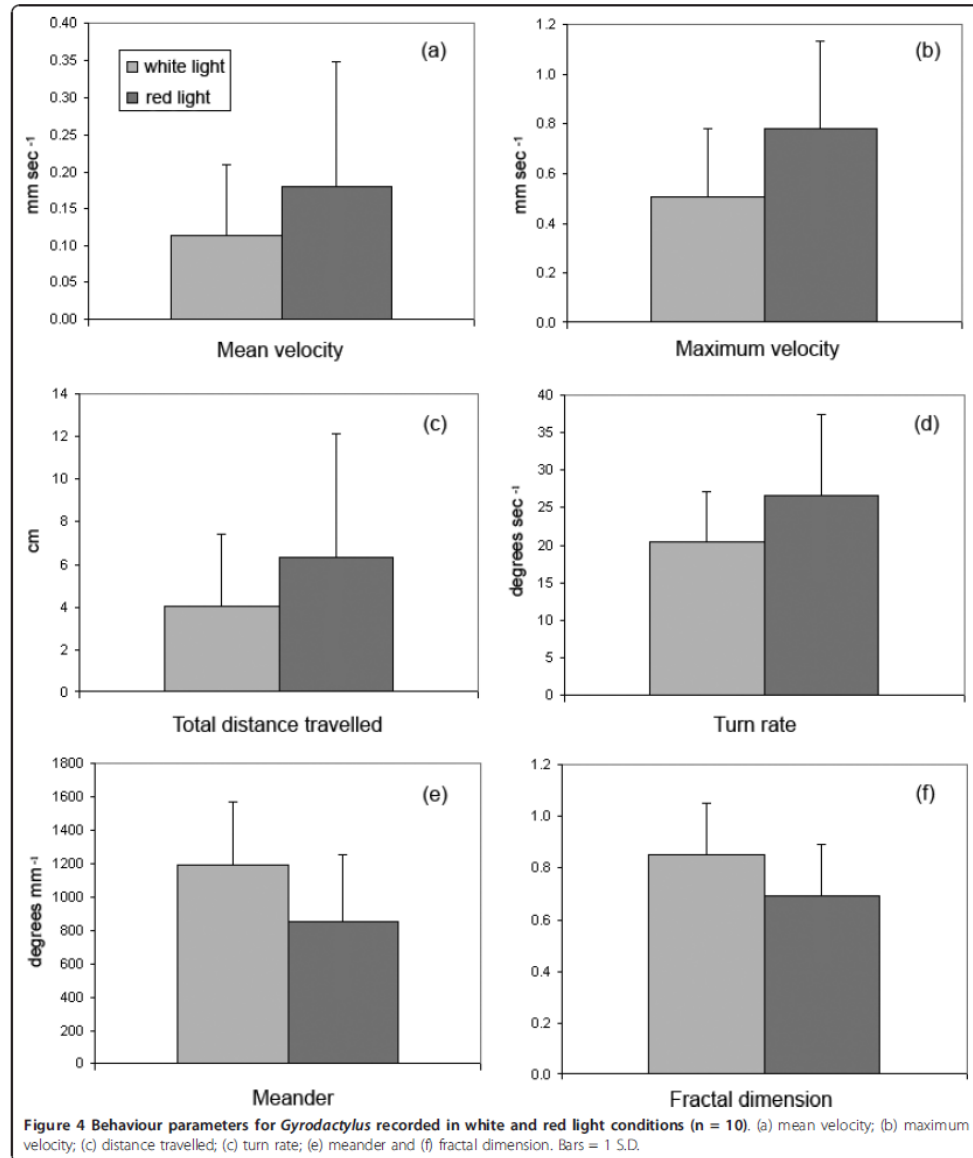 0.40
0.35
0.30
0.25
0.20
0.15
0.10
0.05
0.00
mm sec -1
white light
red light
(a)
Mean velocity
1.2
1.0
0.8
0.6
0.4
0.2
0.0
mm sec -1
(b)
Maximum velocity
14
12
10
8
6
4
2
0
cm
(c)
Total distance travelled
40
35
30
25
20
15
10
5
0
degrees sec -1
(d)
Turn rate
1800
1600
1400
1200
1000
800
600
400
200
0
degrees mm -1
(e)
Meander
1.2
1.0
0.8
0.6
0.4
0.2
0.0
(f)
Fractal dimension
Figure 4 Behaviour parameters for Gyrodactylus recorded in white and red light conditions (n = 10). (a) mean velocity; (b) maximum
velocity; (c) distance travelled; (c) turn rate; (e) meander and (f) fractal dimension. Bars = 1 S.D.